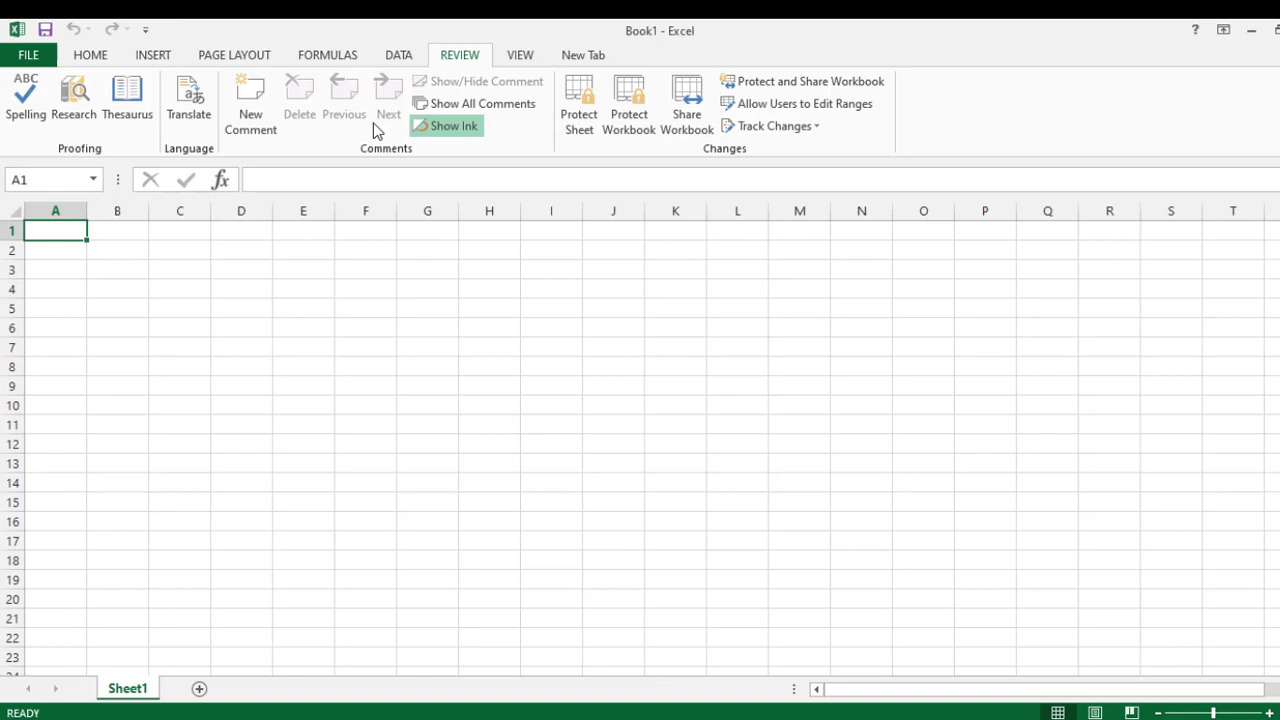 Book1 - Excel
FILE HOME INSERT PAGE LAYOUT FORMULAS DATA REVIEW VIEW New Tab
ABC
Spelling
Research
Thesaurus
Proofing
Translate
Language
New
Comment
Delete
Previous
Next
Show/Hide Comment
Show All Comments
Show Ink
Comments
Protect
Sheet
Protect
Workbook
Share
Workbook
Protect and Share Workbook
Allow Users to Edit Ranges
Track Changes
Changes
A1
fx
A B C D E F G H I J K L M N O P Q R S T
1
2
3
4
5
6
7
8
9
10
11
12
13
14
15
16
17
18
19
20
21
22
23
Sheet1
READY